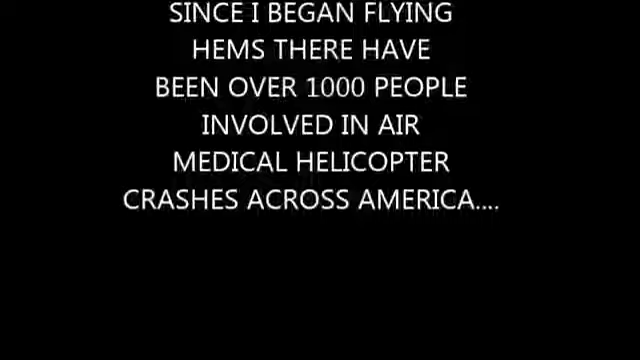 SINCE I BEGAN FLYING
HEMS THERE HAVE
BEEN OVER 1000 PEOPLE
INVOLVED IN AIR
MEDICAL HELICOPTER
CRASHES ACROSS AMERICA....